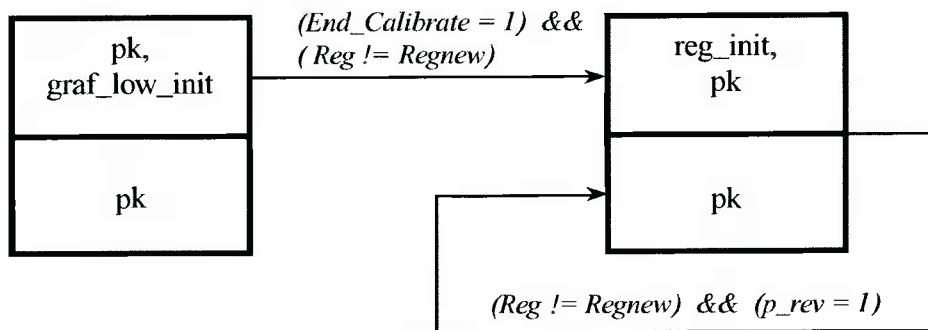 (End_Calibrate = 1) &&
( Reg != Regnew)
pk,
graf_low_init
reg_init,
pk
pk
pk
(Reg != Regnew) && (p_rev = 1)